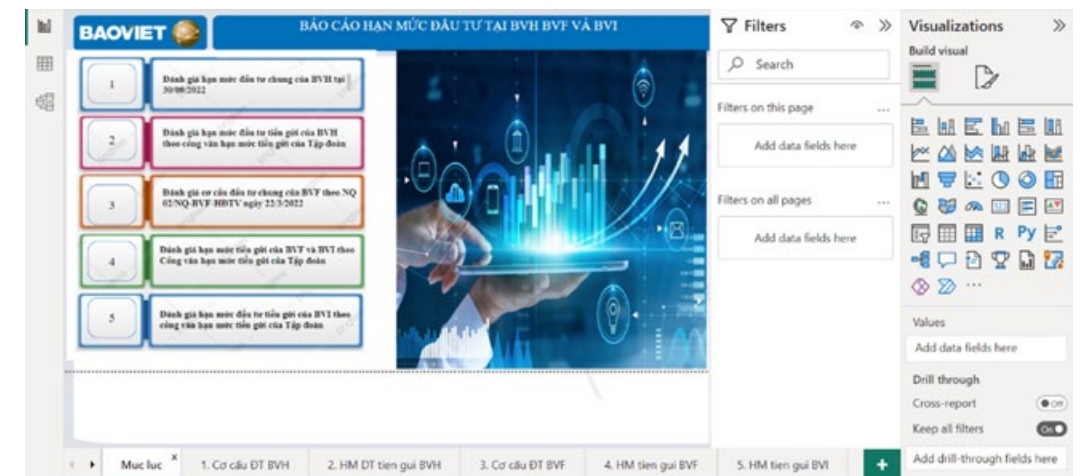 BAOVIET
BÁO CÁO HẠN MỨC ĐẦU TƯ TẠI BVH BVF VÀ BVI
1
Đánh giá hạn mức đầu tư chung của BVH tại
30/09/2022
2
Đánh giá hạn mức đầu tư tiền gửi của BVH
theo công văn hạn mức tiền gửi của Tập đoàn
3
Đánh giá cơ cấu đầu tư chung của BVF theo NQ
02/NQ-BVF-HĐTV ngày 22/3/2022
4
Đánh giá hạn mức tiền gửi của BVF và BVI theo
Công văn hạn mức tiền gửi của Tập đoàn
5
Đánh giá hạn mức đầu tư tiền gửi của BVI theo
công văn hạn mức tiền gửi của Tập đoàn
Filters
Search
Filters on this page
...
Add data fields here
Filters on all pages
...
Add data fields here
Visualizations
Build visual
R
Py
...
Values
Add data fields here
Drill through
Cross-report
Off
Keep all filters
On
Add drill-through fields here
Muc luc
1. Cơ cấu ĐT BVH
2. HM DT tien gui BVH
3. Cơ cấu ĐT BVF
4. HM tien gui BVF
5. HM tien gui BVI